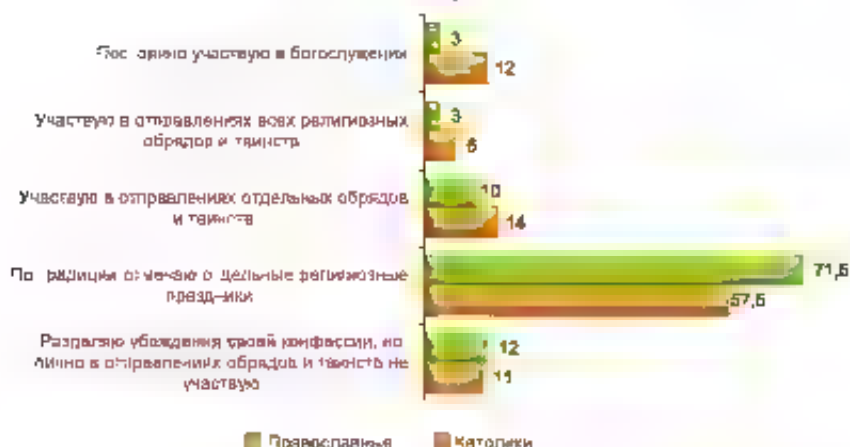 Постоянно участвую в богослужении
3
12
Участвую в отправлениях всех религиозных
обрядов и таинств
3
6
Участвую в отправлениях отдельных обрядов
и таинств
10
14
По традиции отмечаю отдельные религиозные
праздники
71,5
57,5
Разделяю убеждения своей конфессии, но
лично в отправлениях обрядов и таинств не
участвую
12
11
Православные
Католики